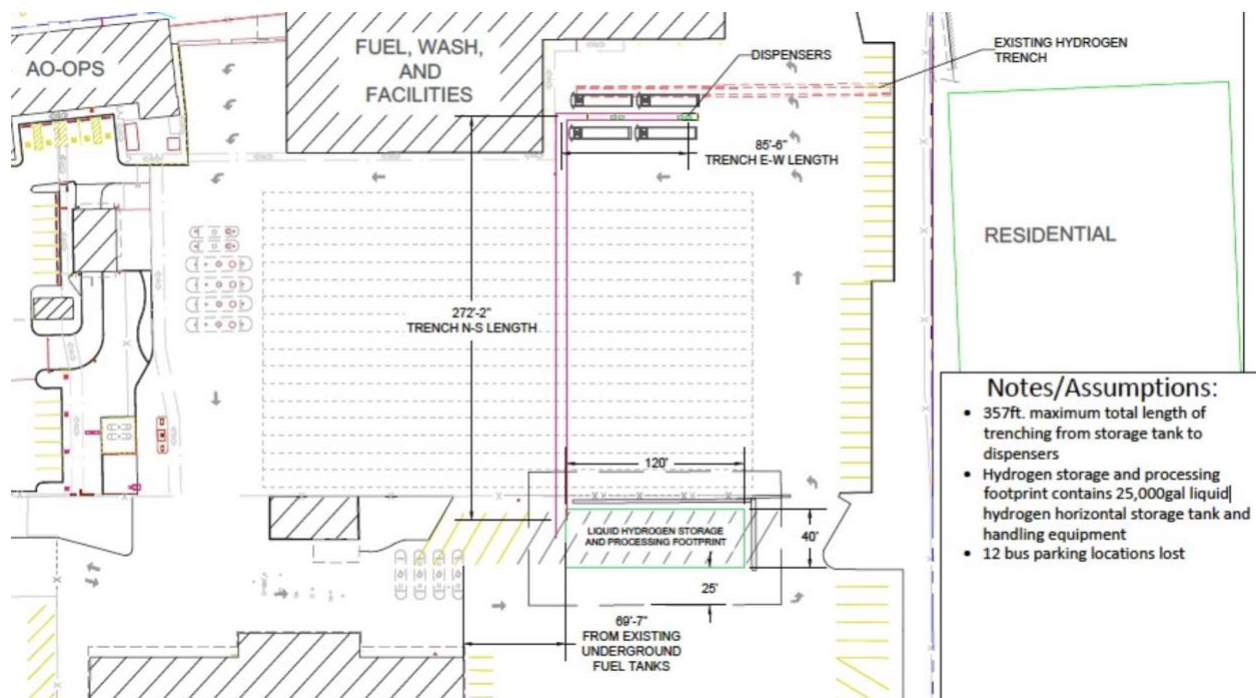 AO-OPS
FUEL, WASH,
AND
FACILITIES
DISPENSERS
EXISTING HYDROGEN
TRENCH
85'-6"
TRENCH E-W LENGTH
RESIDENTIAL
272'-2"
TRENCH N-S LENGTH
120'
LIQUID HYDROGEN STORAGE
AND PROCESSING FOOTPRINT
40'
25'
69'-7"
FROM EXISTING
UNDERGROUND
FUEL TANKS
Notes/Assumptions:
• 357ft. maximum total length of
trenching from storage tank to
dispensers
• Hydrogen storage and processing
footprint contains 25,000gal liquid
hydrogen horizontal storage tank and
handling equipment
• 12 bus parking locations lost